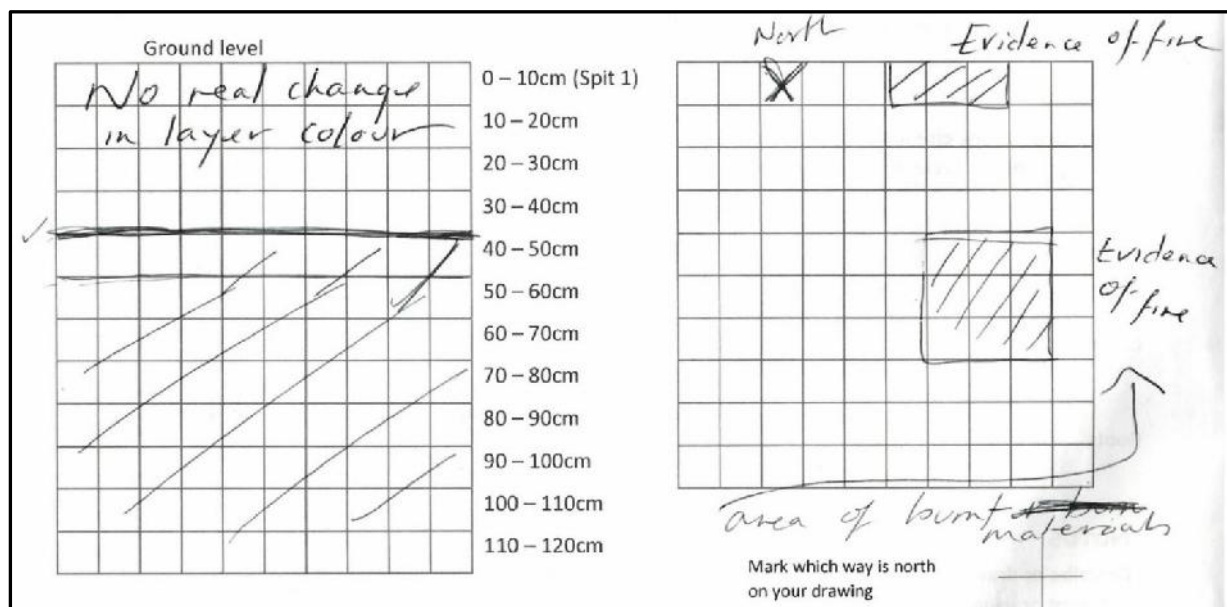 Ground level
No real change
in layer colour
0 – 10cm (Spit 1)
10 – 20cm
20 – 30cm
30 – 40cm
40 – 50cm
50 – 60cm
60 – 70cm
70 – 80cm
80 – 90cm
90 – 100cm
100 – 110cm
110 – 120cm
North
Evidence of fire
Evidence
of fire
area of burnt
materials
Mark which way is north
on your drawing